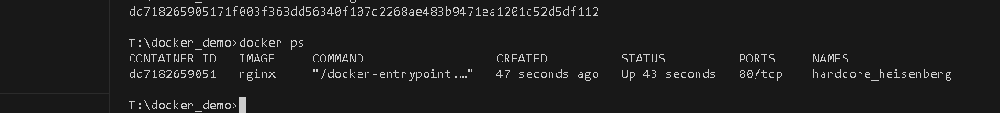 dd718265905171f003f363dd56340f107c2268ae483b9471ea1201c52d5df112
T:\docker_demo>docker ps
CONTAINER ID   IMAGE     COMMAND                  CREATED          STATUS          PORTS     NAMES
dd7182659051   nginx     "/docker-entrypoint.…"   47 seconds ago   Up 43 seconds   80/tcp    hardcore_heisenberg
T:\docker_demo>